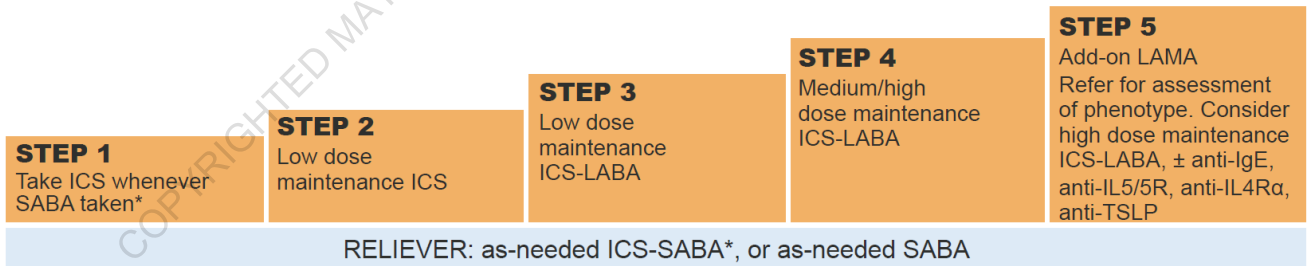 STEP 1
Take ICS whenever
SABA taken*
STEP 2
Low dose
maintenance ICS
STEP 3
Low dose
maintenance
ICS-LABA
STEP 4
Medium/high
dose maintenance
ICS-LABA
STEP 5
Add-on LAMA
Refer for assessment
of phenotype. Consider
high dose maintenance
ICS-LABA, ± anti-IgE,
anti-IL5/5R, anti-IL4Rα,
anti-TSLP
RELIEVER: as-needed ICS-SABA*, or as-needed SABA
COPYRIGHTED MA